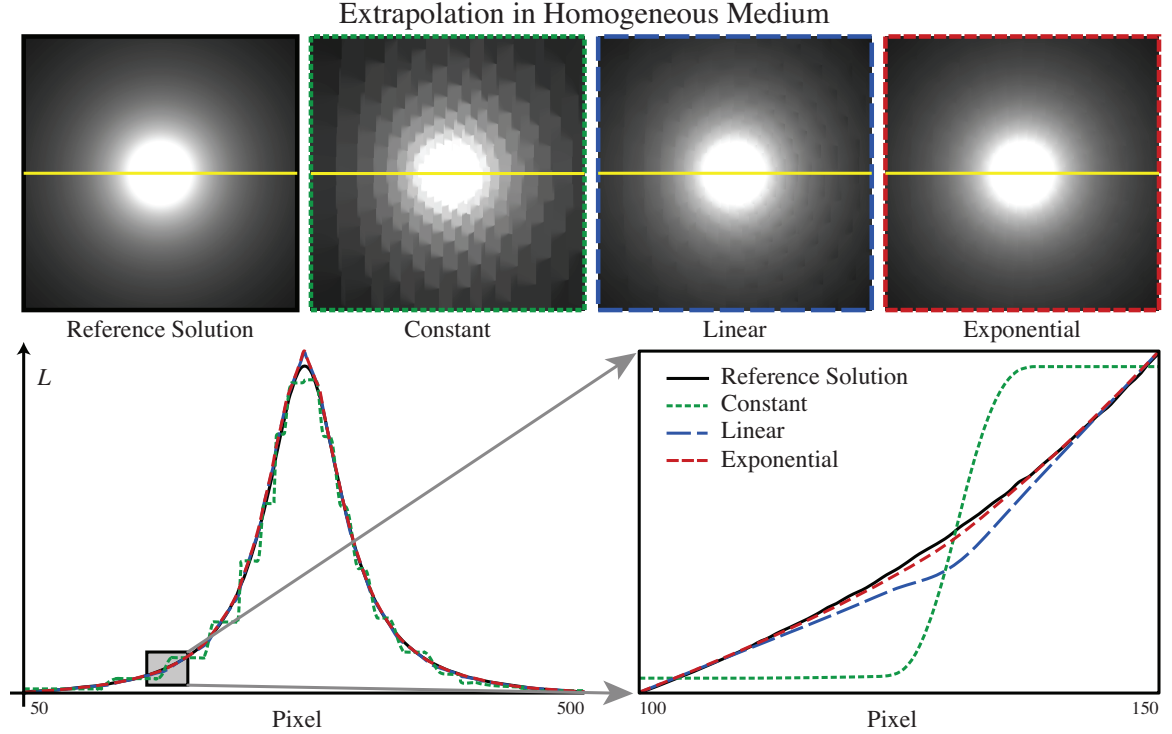 Extrapolation in Homogeneous Medium
Reference Solution
Constant
Linear
Exponential
L
50
Pixel
500
Reference Solution
Constant
Linear
Exponential
100
Pixel
150